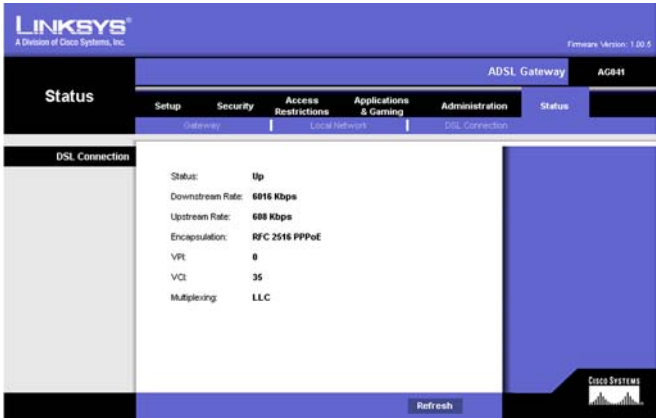 LINKSYS®
A Division of Cisco Systems, Inc.
Firmware Version: 1.00.5
ADSL Gateway AG041
Status
Setup Security Access Restrictions Applications & Gaming Administration Status
Gateway Local Network DSL Connection
DSL Connection
Status: Up
Downstream Rate: 6016 Kbps
Upstream Rate: 608 Kbps
Encapsulation: RFC 2516 PPPoE
VPI: 0
VCI: 35
Multiplexing: LLC
CISCO SYSTEMS
Refresh